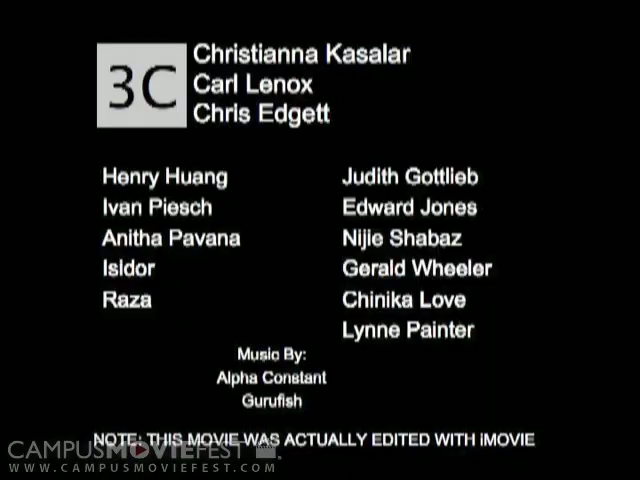 3C
Christianna Kasalar
Carl Lenox
Chris Edgett
Henry Huang
Ivan Piesch
Anitha Pavana
Isidor
Raza
Judith Gottlieb
Edward Jones
Nijie Shabaz
Gerald Wheeler
Chinika Love
Lynne Painter
Music By:
Alpha Constant
Gurufish
NOTE: THIS MOVIE WAS ACTUALLY EDITED WITH iMOVIE
CAMPUSMOVIEFEST
WWW.CAMPUSMOVIEFEST.COM